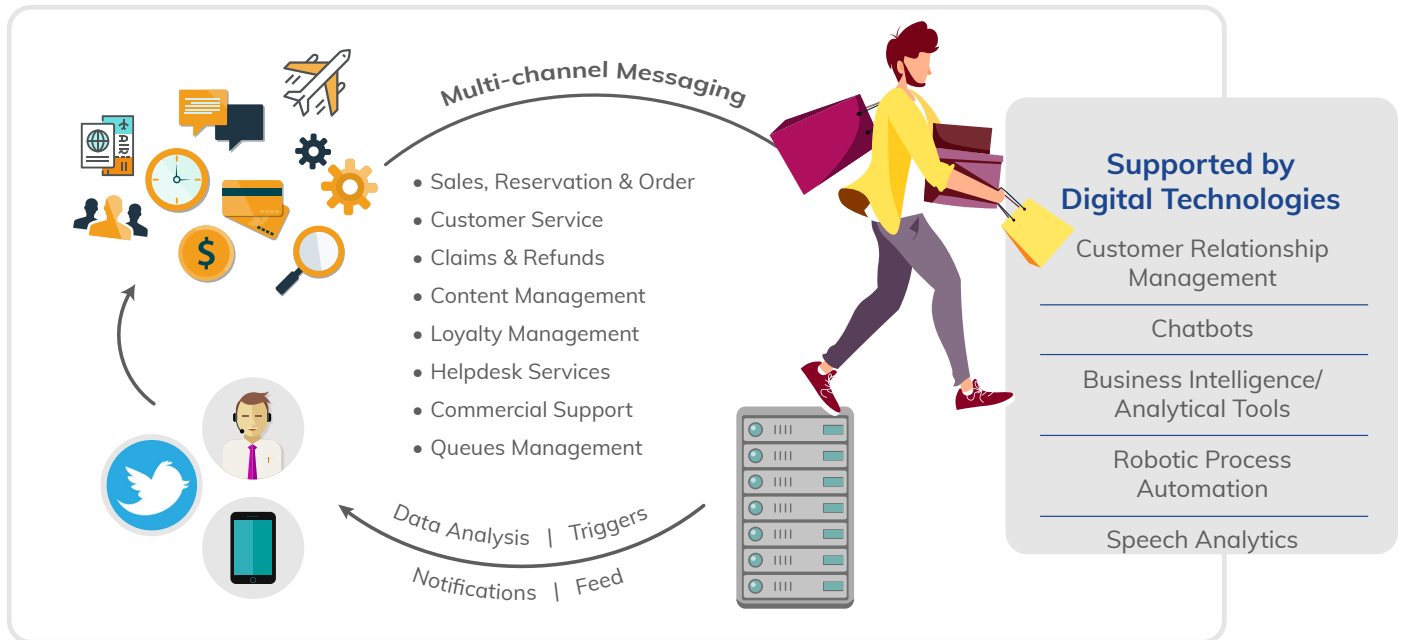 Multi-channel Messaging
• Sales, Reservation & Order
• Customer Service
• Claims & Refunds
• Content Management
• Loyalty Management
• Helpdesk Services
• Commercial Support
• Queues Management
Data Analysis | Triggers
Notifications | Feed
AIR
$
Supported by
Digital Technologies
Customer Relationship
Management
Chatbots
Business Intelligence/
Analytical Tools
Robotic Process
Automation
Speech Analytics